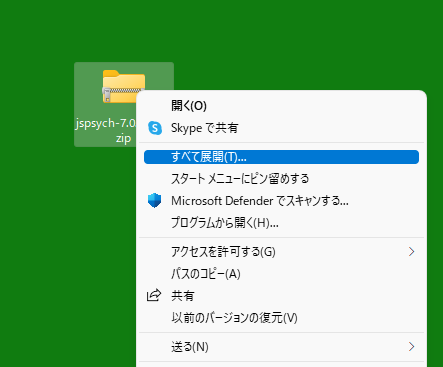 jspsych-7.0.
zip
開く(O)
Skype で共有
すべて展開(T)...
スタート メニューにピン留めする
Microsoft Defender でスキャンする...
プログラムから開く(H)...
アクセスを許可する(G)
パスのコピー(A)
共有
以前のバージョンの復元(V)
送る(N)